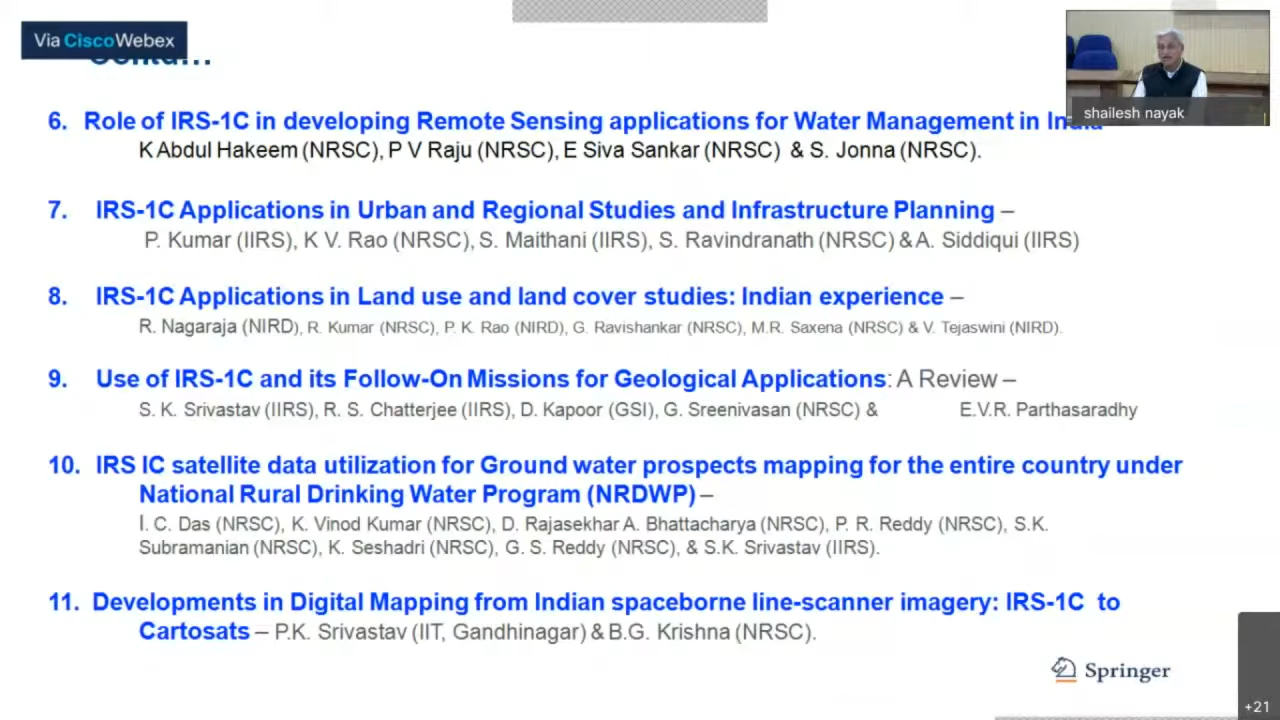 Via CiscoWebex
Contd...
shailesh nayak
6. Role of IRS-1C in developing Remote Sensing applications for Water Management in India
K Abdul Hakeem (NRSC), P V Raju (NRSC), E Siva Sankar (NRSC) & S. Jonna (NRSC).
7. IRS-1C Applications in Urban and Regional Studies and Infrastructure Planning –
P. Kumar (IIRS), K V. Rao (NRSC), S. Maithani (IIRS), S. Ravindranath (NRSC) & A. Siddiqui (IIRS)
8. IRS-1C Applications in Land use and land cover studies: Indian experience –
R. Nagaraja (NIRD), R. Kumar (NRSC), P. K. Rao (NIRD), G. Ravishankar (NRSC), M.R. Saxena (NRSC) & V. Tejaswini (NIRD).
9. Use of IRS-1C and its Follow-On Missions for Geological Applications: A Review –
S. K. Srivastav (IIRS), R. S. Chatterjee (IIRS), D. Kapoor (GSI), G. Sreenivasan (NRSC) & E.V.R. Parthasaradhy
10. IRS IC satellite data utilization for Ground water prospects mapping for the entire country under
National Rural Drinking Water Program (NRDWP) –
I. C. Das (NRSC), K. Vinod Kumar (NRSC), D. Rajasekhar A. Bhattacharya (NRSC), P. R. Reddy (NRSC), S.K.
Subramanian (NRSC), K. Seshadri (NRSC), G. S. Reddy (NRSC), & S.K. Srivastav (IIRS).
11. Developments in Digital Mapping from Indian spaceborne line-scanner imagery: IRS-1C to
Cartosats – P.K. Srivastav (IIT, Gandhinagar) & B.G. Krishna (NRSC).
Springer
+21